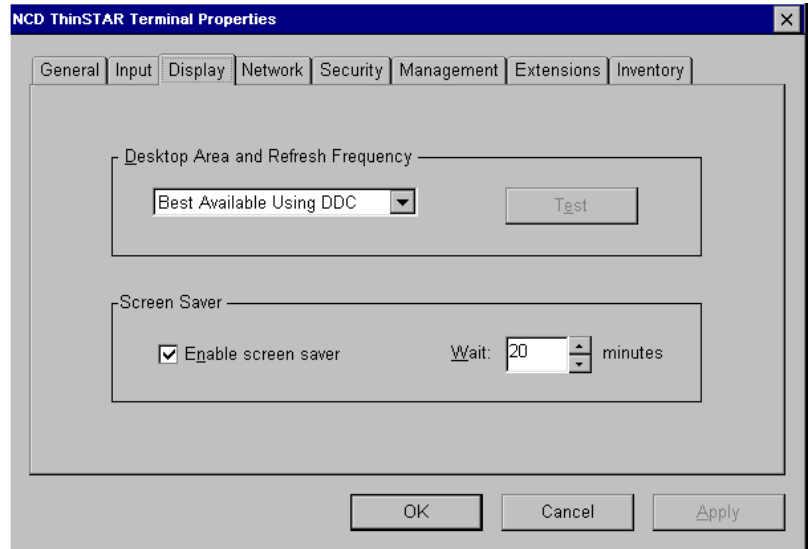 NCD ThinSTAR Terminal Properties
General Input Display Network Security Management Extensions Inventory
Desktop Area and Refresh Frequency
Best Available Using DDC Test
Screen Saver
Enable screen saver Wait: 20 minutes
OK Cancel Apply